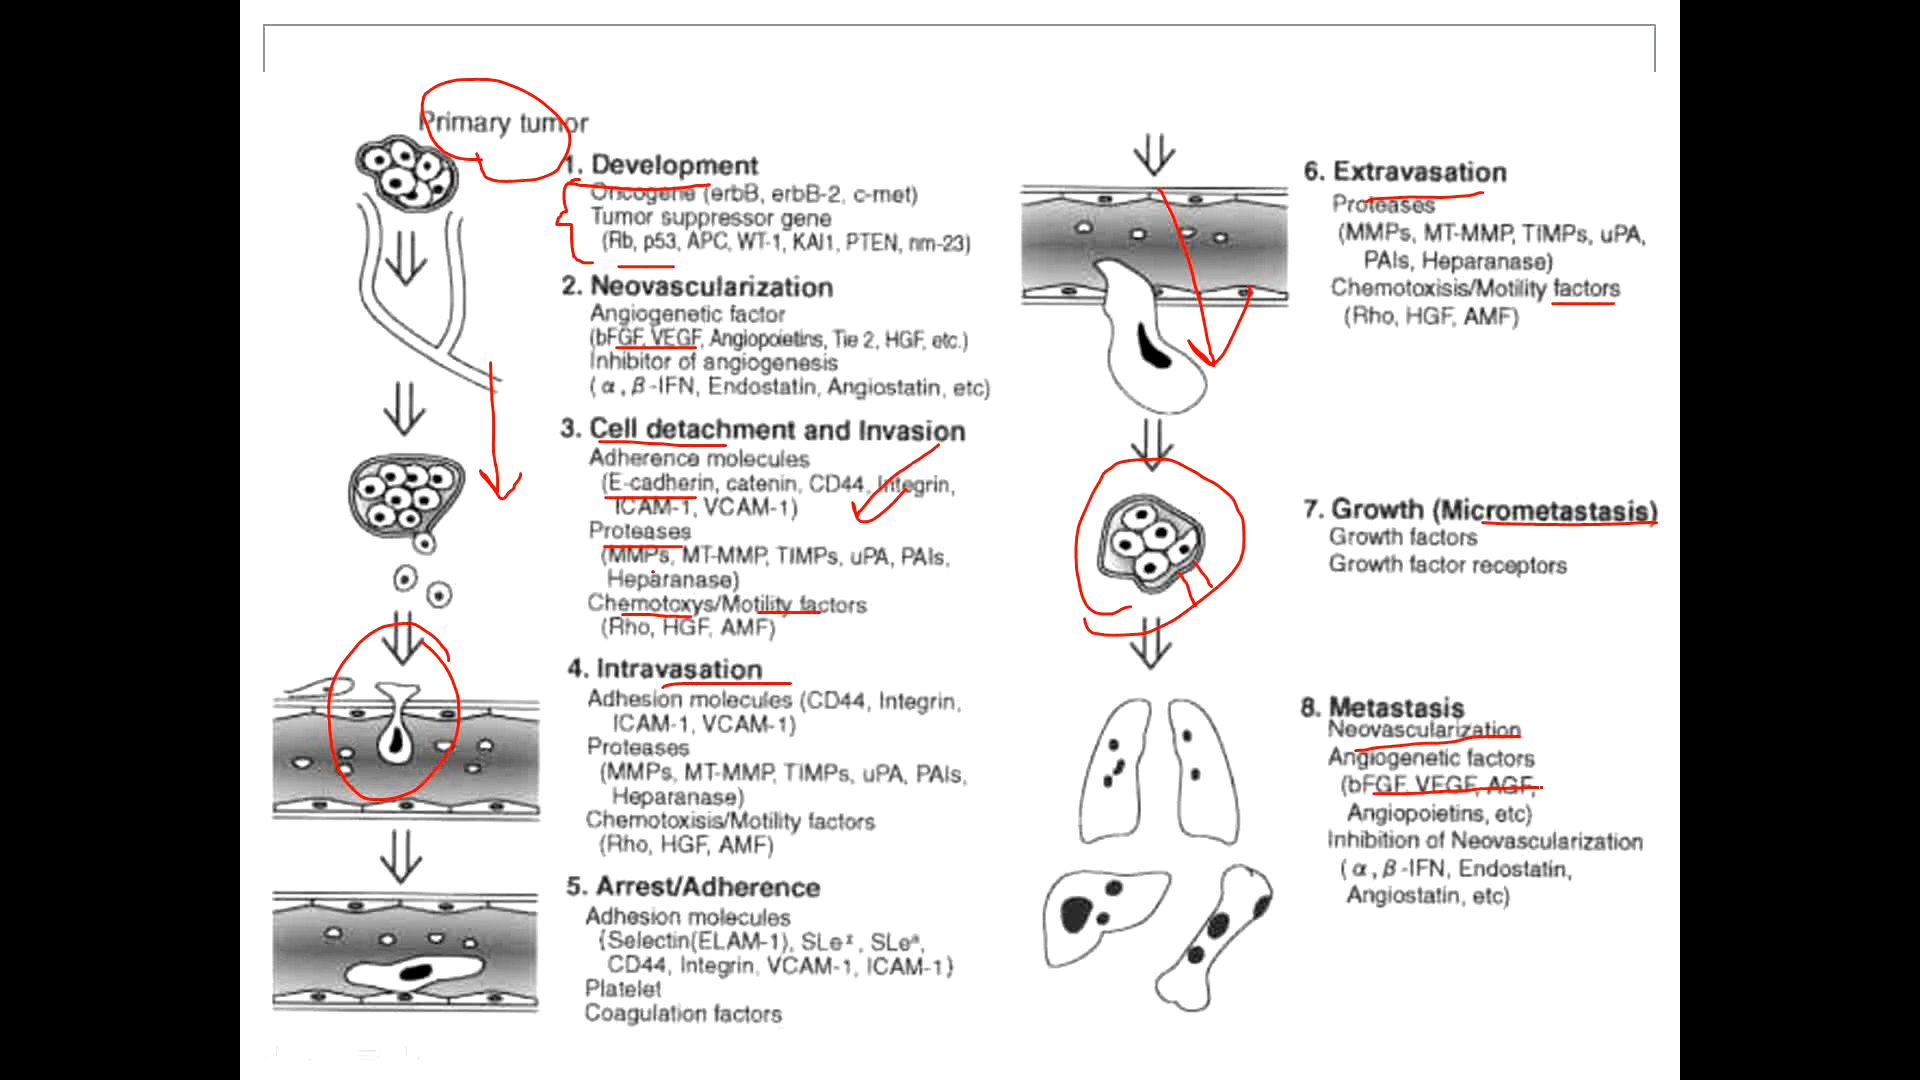 Primary tumor
1. Development
Oncogene (erbB, erbB-2, c-met)
Tumor suppressor gene
(Rb, p53, APC, WT-1, KAI1, PTEN, nm-23)
2. Neovascularization
Angiogenetic factor
(bFGF, VEGF, Angiopoietins, Tie 2, HGF, etc.)
Inhibitor of angiogenesis
(α, β-IFN, Endostatin, Angiostatin, etc)
3. Cell detachment and Invasion
Adherence molecules
(E-cadherin, catenin, CD44, Integrin,
ICAM-1, VCAM-1)
Proteases
(MMPs, MT-MMP, TIMPs, uPA, PAIs,
Heparanase)
Chemotoxys/Motility factors
(Rho, HGF, AMF)
4. Intravasation
Adhesion molecules (CD44, Integrin,
ICAM-1, VCAM-1)
Proteases
(MMPs, MT-MMP, TIMPs, uPA, PAIs,
Heparanase)
Chemotoxisis/Motility factors
(Rho, HGF, AMF)
5. Arrest/Adherence
Adhesion molecules
(Selectin(ELAM-1), SLeˣ, SLeᵃ,
CD44, Integrin, VCAM-1, ICAM-1)
Platelet
Coagulation factors
6. Extravasation
Proteases
(MMPs, MT-MMP, TIMPs, uPA,
PAIs, Heparanase)
Chemotoxisis/Motility factors
(Rho, HGF, AMF)
7. Growth (Micrometastasis)
Growth factors
Growth factor receptors
8. Metastasis
Neovascularization
Angiogenetic factors
(bFGF, VEGF, AGF,
Angiopoietins, etc)
Inhibition of Neovascularization
(α, β-IFN, Endostatin,
Angiostatin, etc)